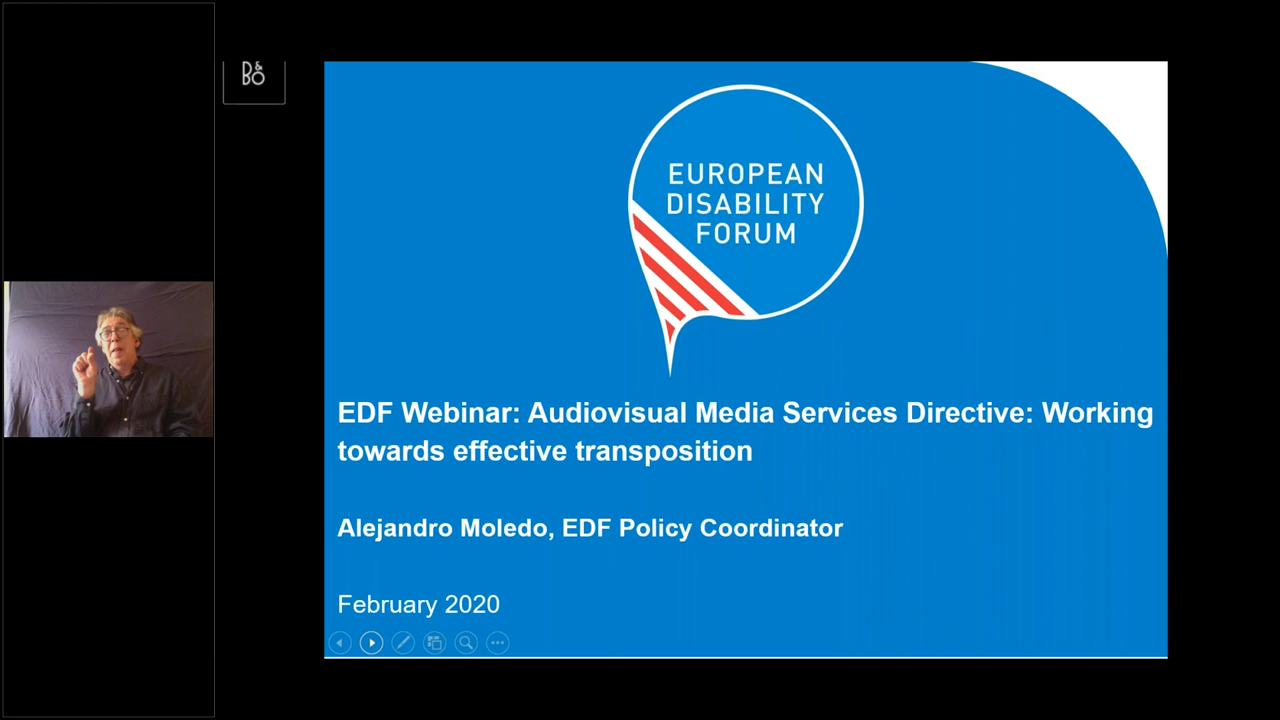 B&
BO
EUROPEAN
DISABILITY
FORUM
EDF Webinar: Audiovisual Media Services Directive: Working
towards effective transposition
Alejandro Moledo, EDF Policy Coordinator
February 2020